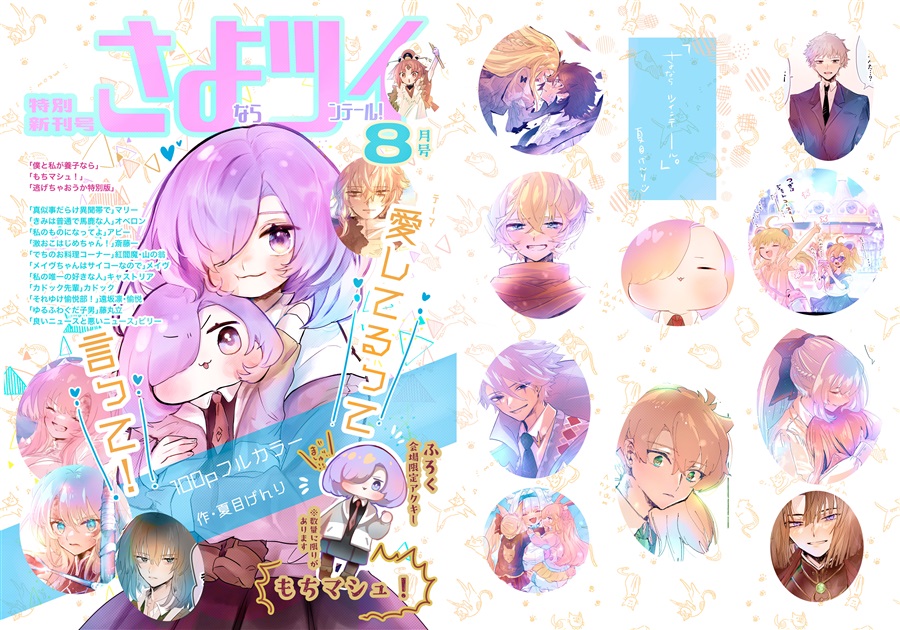 さよツイ
なら
ンテール!
特別
新刊号
8
月号
「僕と私が養子なら」
「もちマシュ!」
「逃げちゃおうか特別版」
「真似事だらけ異聞帯で」マリー
「きみは普通で馬鹿な人」オベロン
「私のものになってよ」アビー
「激おこはじめちゃん!」斎藤一
「でちのお料理コーナー」紅閻魔・山の翁
「メイヴちゃんはサイコーなので」メイヴ
「私の唯一の好きな人」キャストリア
「カドック先輩」カドック
「それゆけ愉悦部!」遠坂凛・愉悦
「ゆるふわぐだ子男」藤丸立
「良いニュースと悪いニュース」ビリー
テーマ
愛してるって
言って!
100pフルカラー
作・夏目げんり
ふろく
会場限定アクキー
※数量に限りが
あります
もちマシュ!
「さよなら ツインテール。」
夏目げんり